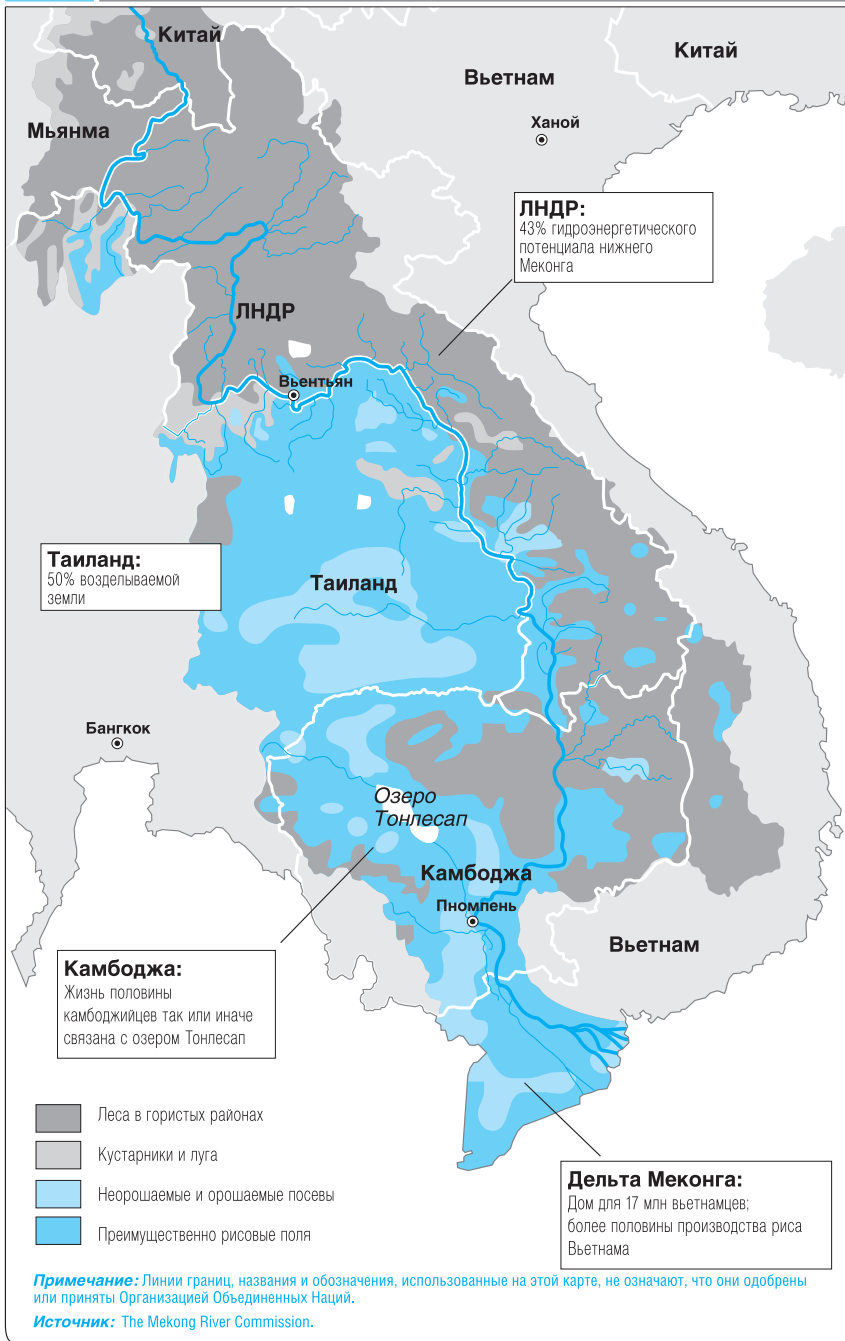 Китай
Китай
Вьетнам
Мьянма
Ханой
ЛНДР:
43% гидроэнергетического
потенциала нижнего
Меконга
ЛНДР
Вьентьян
Таиланд:
50% возделываемой
земли
Таиланд
Бангкок
Озеро
Тонлесап
Камбоджа
Пномпень
Вьетнам
Камбоджа:
Жизнь половины
камбоджийцев так или иначе
связана с озером Тонлесап
Леса в гористых районах
Кустарники и луга
Неорошаемые и орошаемые посевы
Преимущественно рисовые поля
Дельта Меконга:
Дом для 17 млн вьетнамцев;
более половины производства риса
Вьетнама
Примечание: Линии границ, названия и обозначения, использованные на этой карте, не означают, что они одобрены
или приняты Организацией Объединенных Наций.
Источник: The Mekong River Commission.